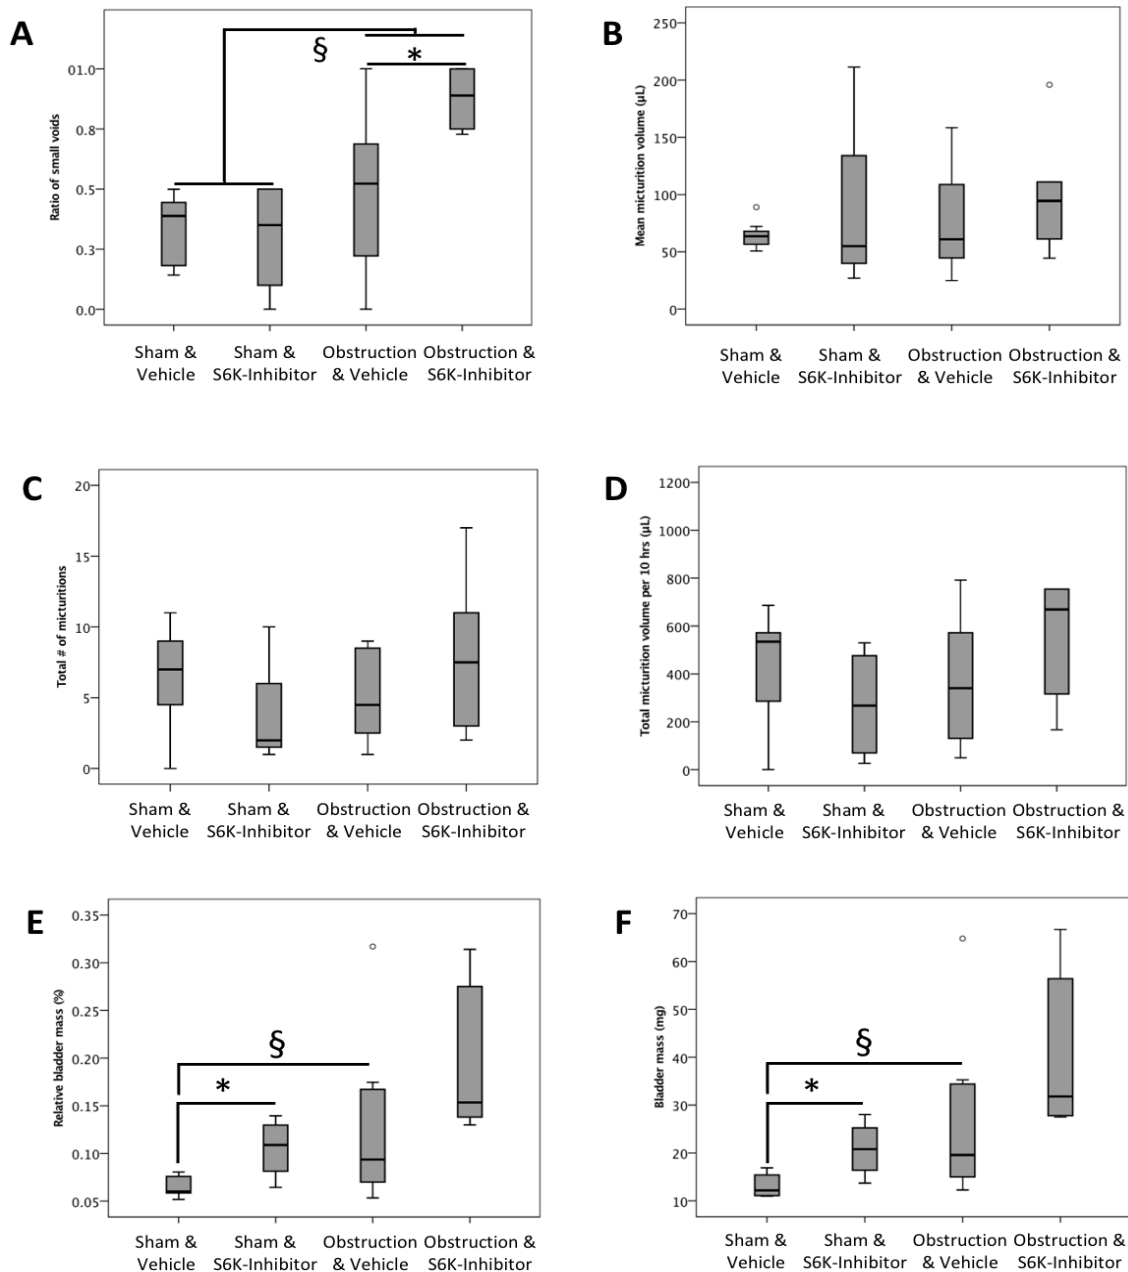 A
§
*
Ratio of small voids
01.0
0.8
0.5
0.3
0.0
Sham &
Vehicle
Sham &
S6K-Inhibitor
Obstruction
& Vehicle
Obstruction &
S6K-Inhibitor
B
Mean micturition volume (µL)
250
200
150
100
50
0
Sham &
Vehicle
Sham &
S6K-Inhibitor
Obstruction
& Vehicle
Obstruction &
S6K-Inhibitor
C
Total # of micturitions
20
15
10
5
0
Sham &
Vehicle
Sham &
S6K-Inhibitor
Obstruction
& Vehicle
Obstruction &
S6K-Inhibitor
D
Total micturition volume per 10 hrs (µL)
1200
1000
800
600
400
200
0
Sham &
Vehicle
Sham &
S6K-Inhibitor
Obstruction
& Vehicle
Obstruction &
S6K-Inhibitor
E
§
*
Relative bladder mass (%)
0.35
0.30
0.25
0.20
0.15
0.10
0.05
Sham &
Vehicle
Sham &
S6K-Inhibitor
Obstruction
& Vehicle
Obstruction &
S6K-Inhibitor
F
§
*
Bladder mass (mg)
70
60
50
40
30
20
10
Sham &
Vehicle
Sham &
S6K-Inhibitor
Obstruction
& Vehicle
Obstruction &
S6K-Inhibitor